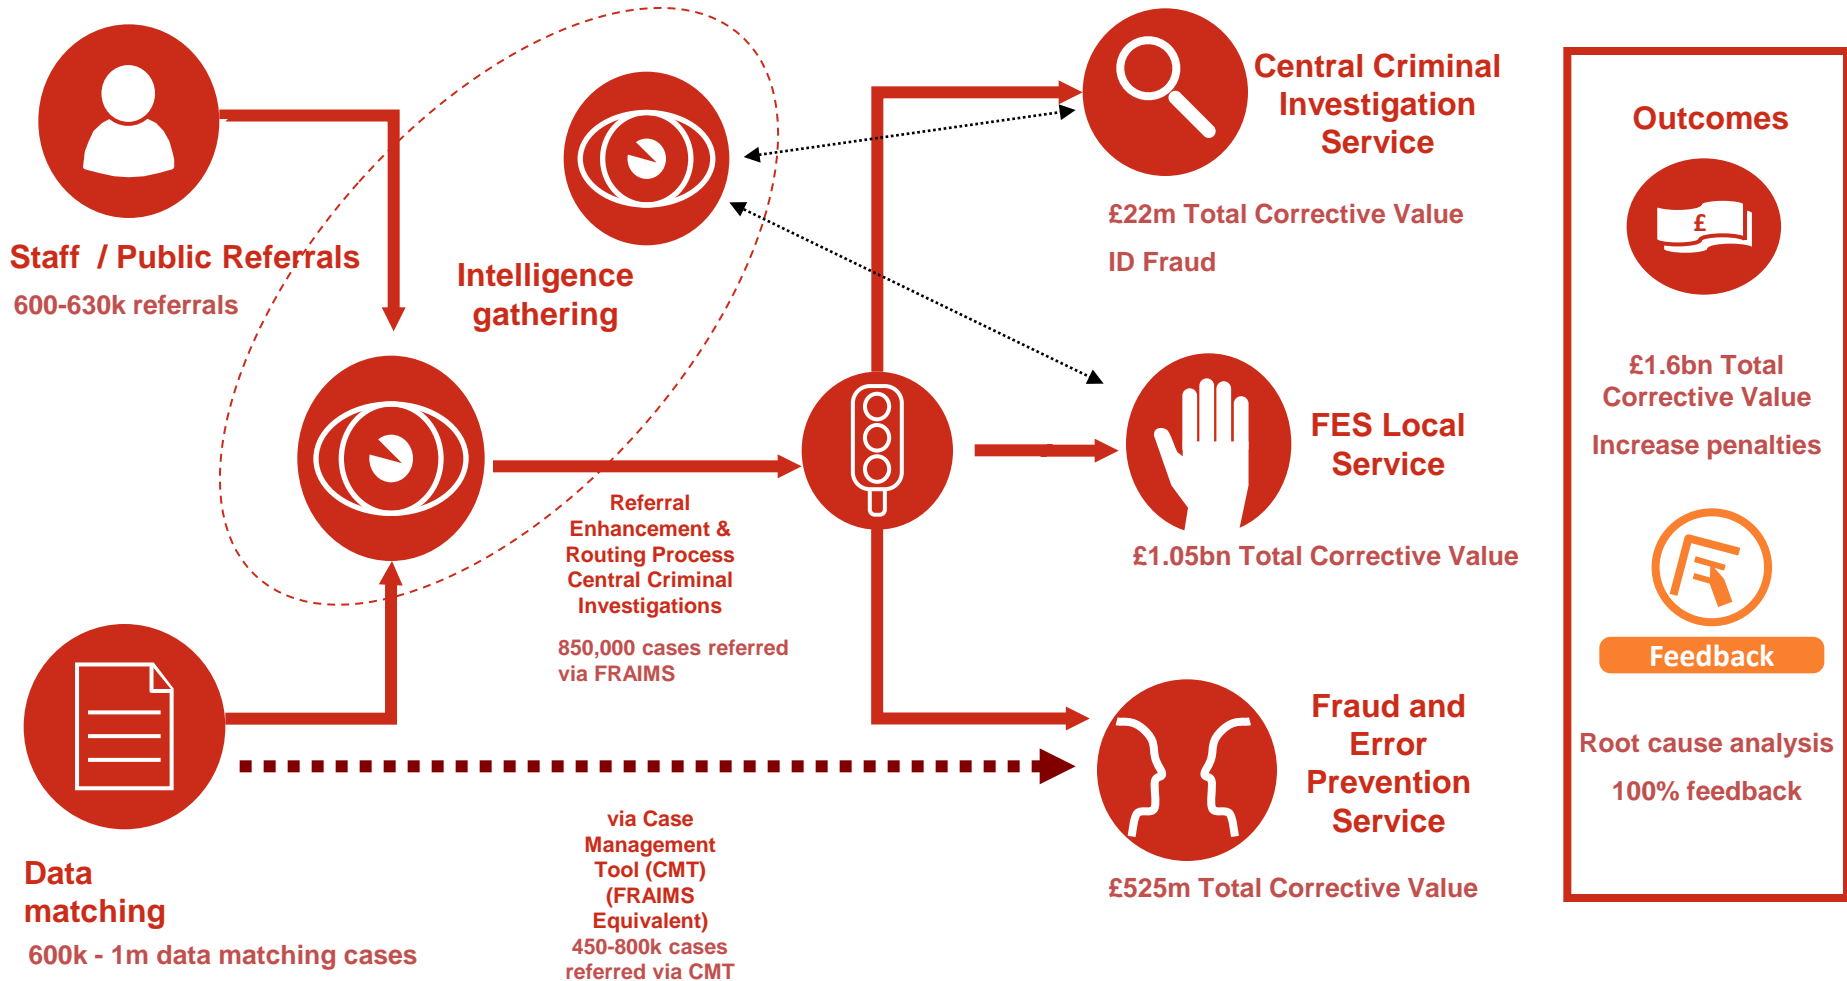 Staff / Public Referrals
600-630k referrals
Intelligence
gathering
Central Criminal
Investigation
Service
£22m Total Corrective Value
ID Fraud
Referral
Enhancement &
Routing Process
Central Criminal
Investigations
850,000 cases referred
via FRAIMS
FES Local
Service
£1.05bn Total Corrective Value
Data
matching
600k - 1m data matching cases
via Case
Management
Tool (CMT)
(FRAIMS
Equivalent)
450-800k cases
referred via CMT
Fraud and
Error
Prevention
Service
£525m Total Corrective Value
Outcomes
£
£1.6bn Total
Corrective Value
Increase penalties
Feedback
Root cause analysis
100% feedback